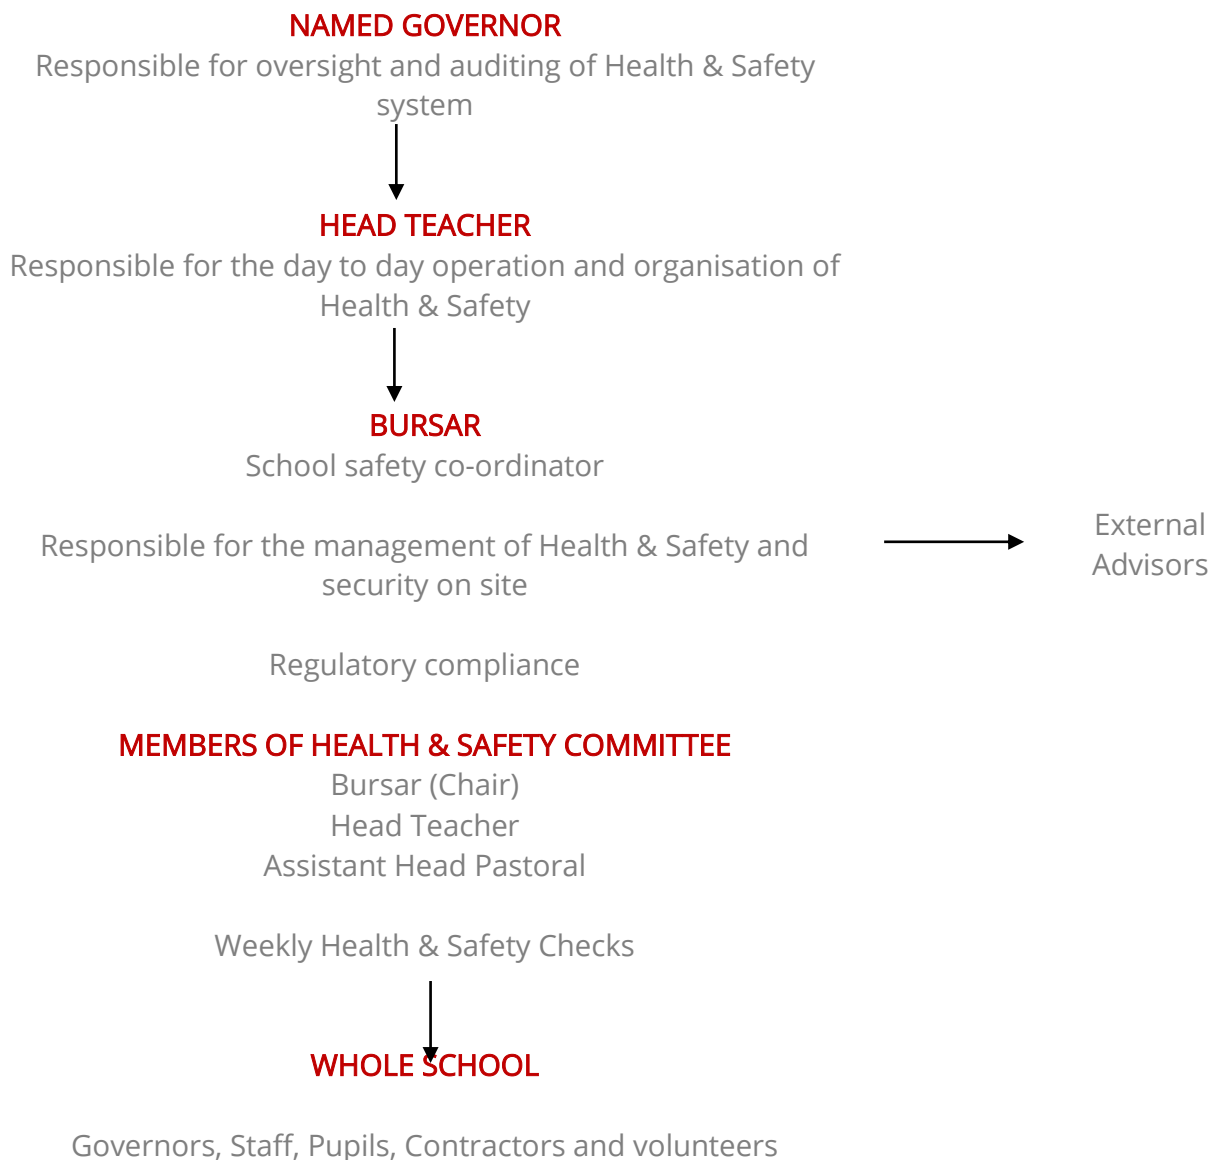 NAMED GOVERNOR
Responsible for oversight and auditing of Health & Safety
system
HEAD TEACHER
Responsible for the day to day operation and organisation of
Health & Safety
BURSAR
School safety co-ordinator
Responsible for the management of Health & Safety and
security on site
External
Advisors
Regulatory compliance
MEMBERS OF HEALTH & SAFETY COMMITTEE
Bursar (Chair)
Head Teacher
Assistant Head Pastoral
Weekly Health & Safety Checks
WHOLE SCHOOL
Governors, Staff, Pupils, Contractors and volunteers